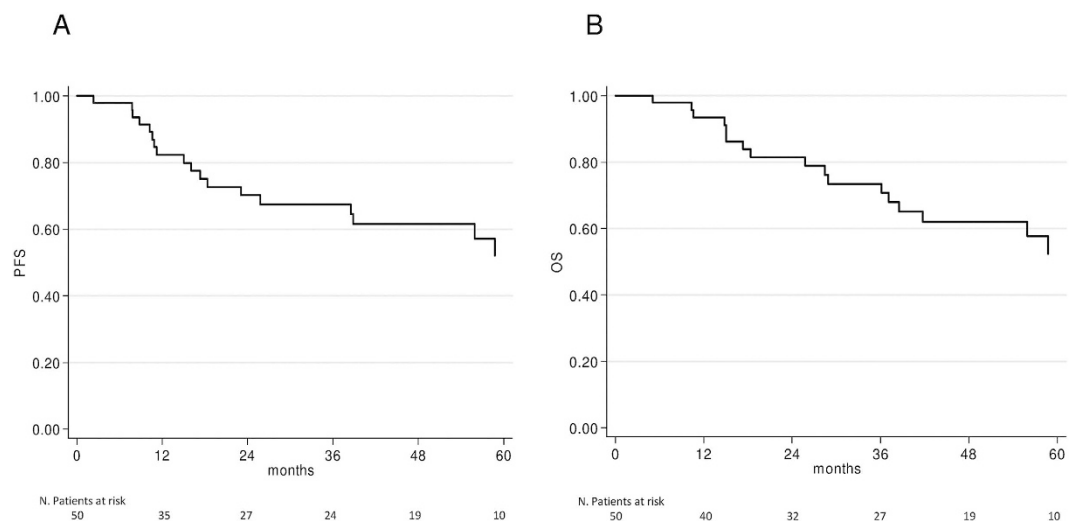 A
1.00
0.80
0.60
0.40
0.20
0.00
PFS
0 12 24 36 48 60
months
N. Patients at risk
50 35 27 24 19 10
B
1.00
0.80
0.60
0.40
0.20
0.00
OS
0 12 24 36 48 60
months
N. Patients at risk
50 40 32 27 19 10